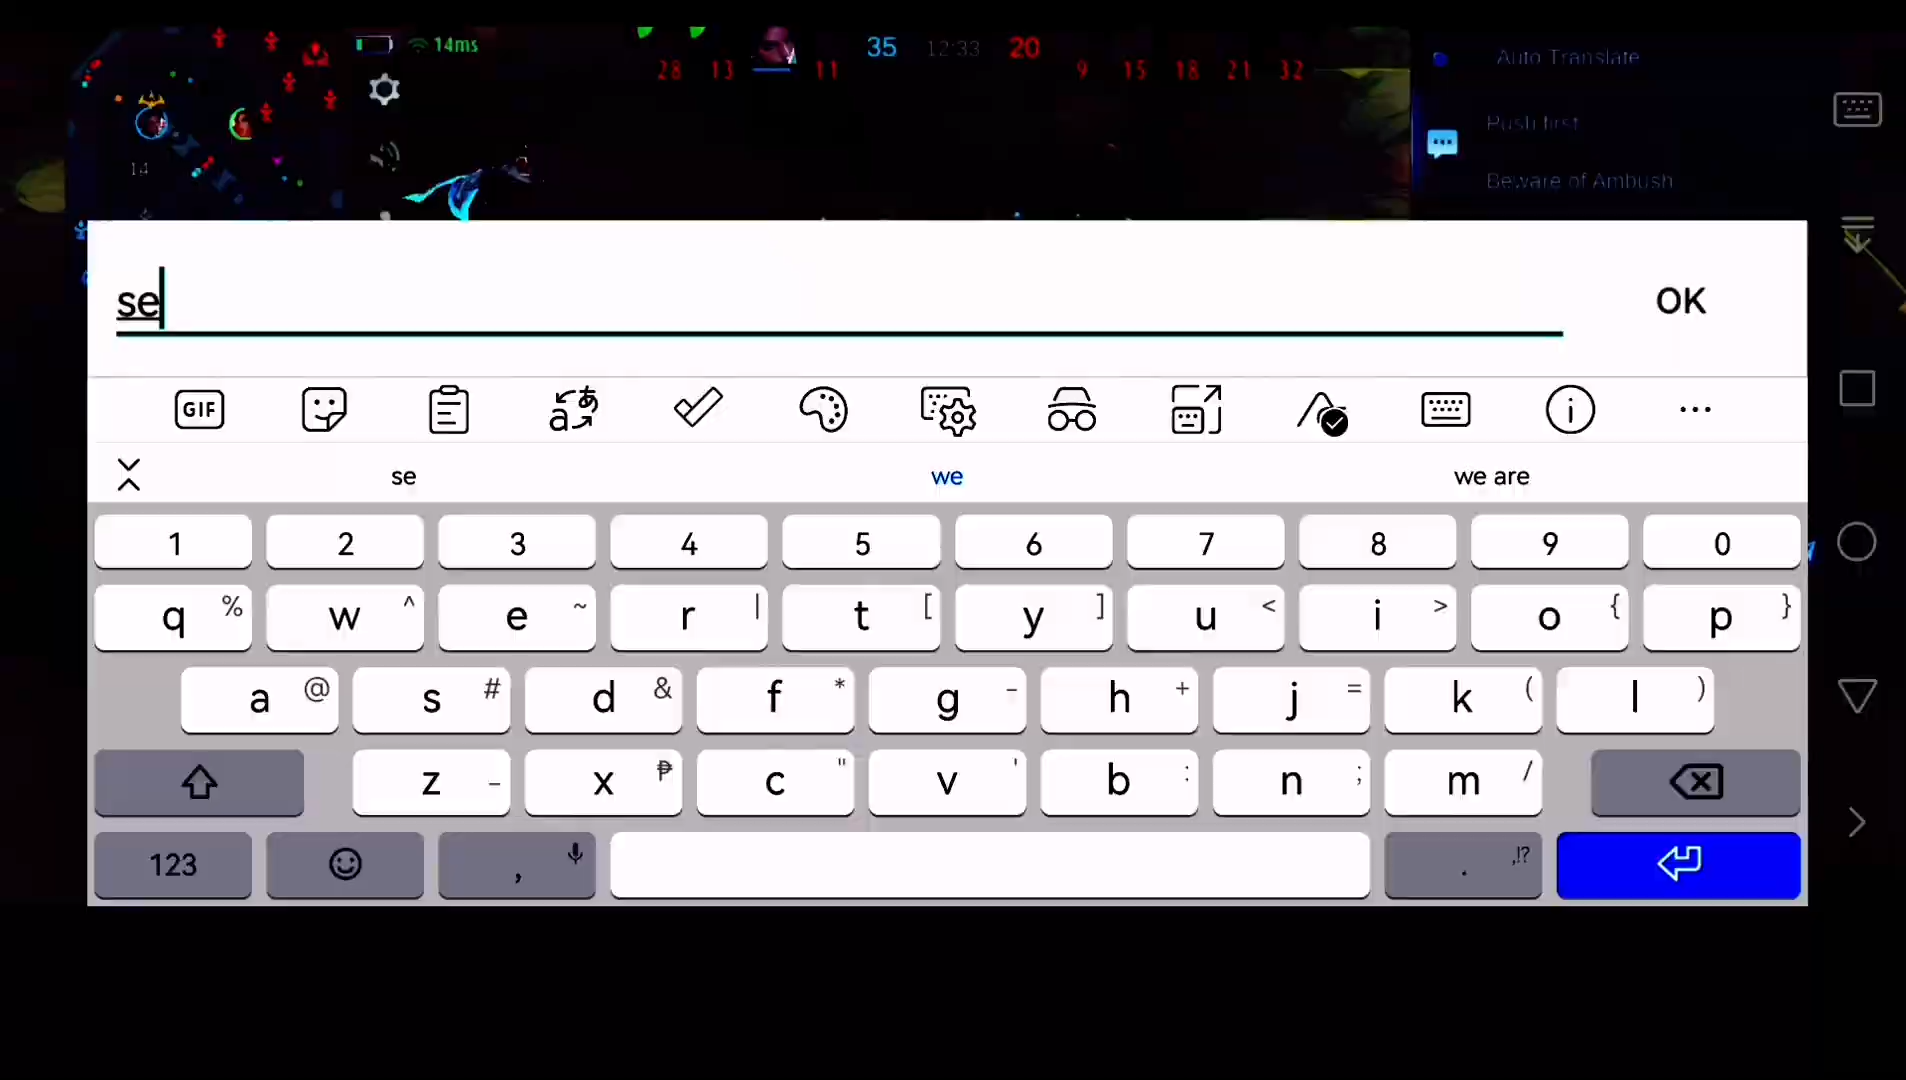 14ms
35 12:33 20
28 13 11 9 15 18 21 32
14
Auto Translate
Push first
Beware of Ambush
se
OK
GIF
se we we are
1 2 3 4 5 6 7 8 9 0
q % w ^ e ~ r | t [ y ] u < i > o { p }
a @ s # d & f * g - h + j = k ( l )
z _ x ₱ c " v ' b : n ; m /
123 , . ,!?